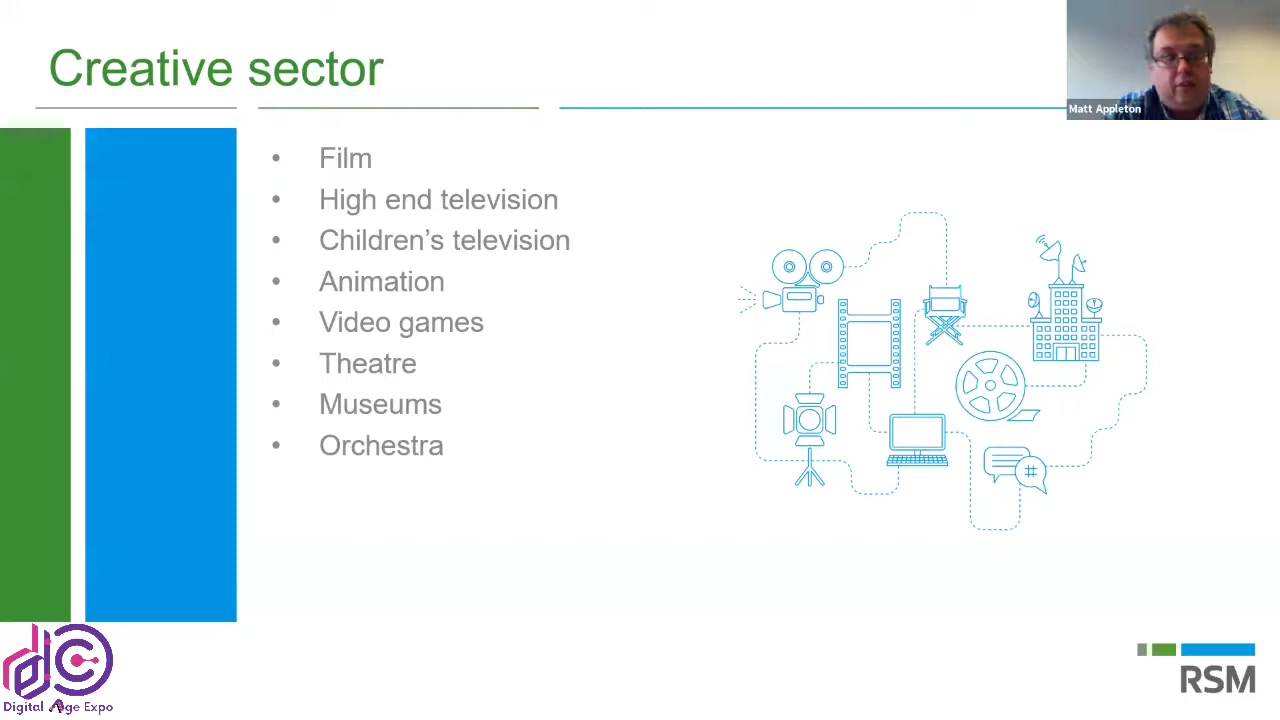 Creative sector
Matt Appleton
• Film
• High end television
• Children’s television
• Animation
• Video games
• Theatre
• Museums
• Orchestra
#
dc
Digital Age Expo
RSM